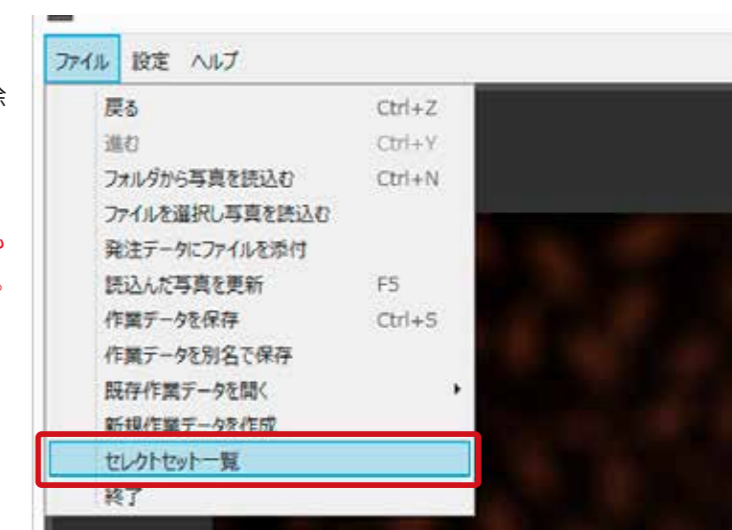 ファイル 設定 ヘルプ
戻る Ctrl+Z
進む Ctrl+Y
フォルダから写真を読込む Ctrl+N
ファイルを選択し写真を読込む
発注データにファイルを添付
読込んだ写真を更新 F5
作業データを保存 Ctrl+S
作業データを別名で保存
既存作業データを開く
新規作業データを作成
セレクトセット一覧
終了